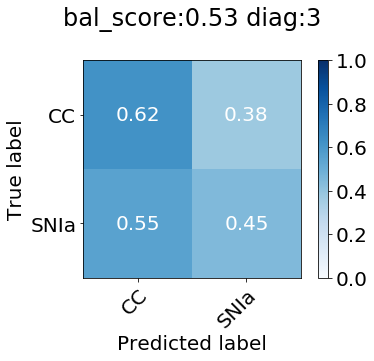 bal_score:0.53 diag:3
1.0
CC 0.62 0.38
0.8
0.6
True label
0.4
SNIa 0.55 0.45
0.2
0.0
CC SNIa
Predicted label